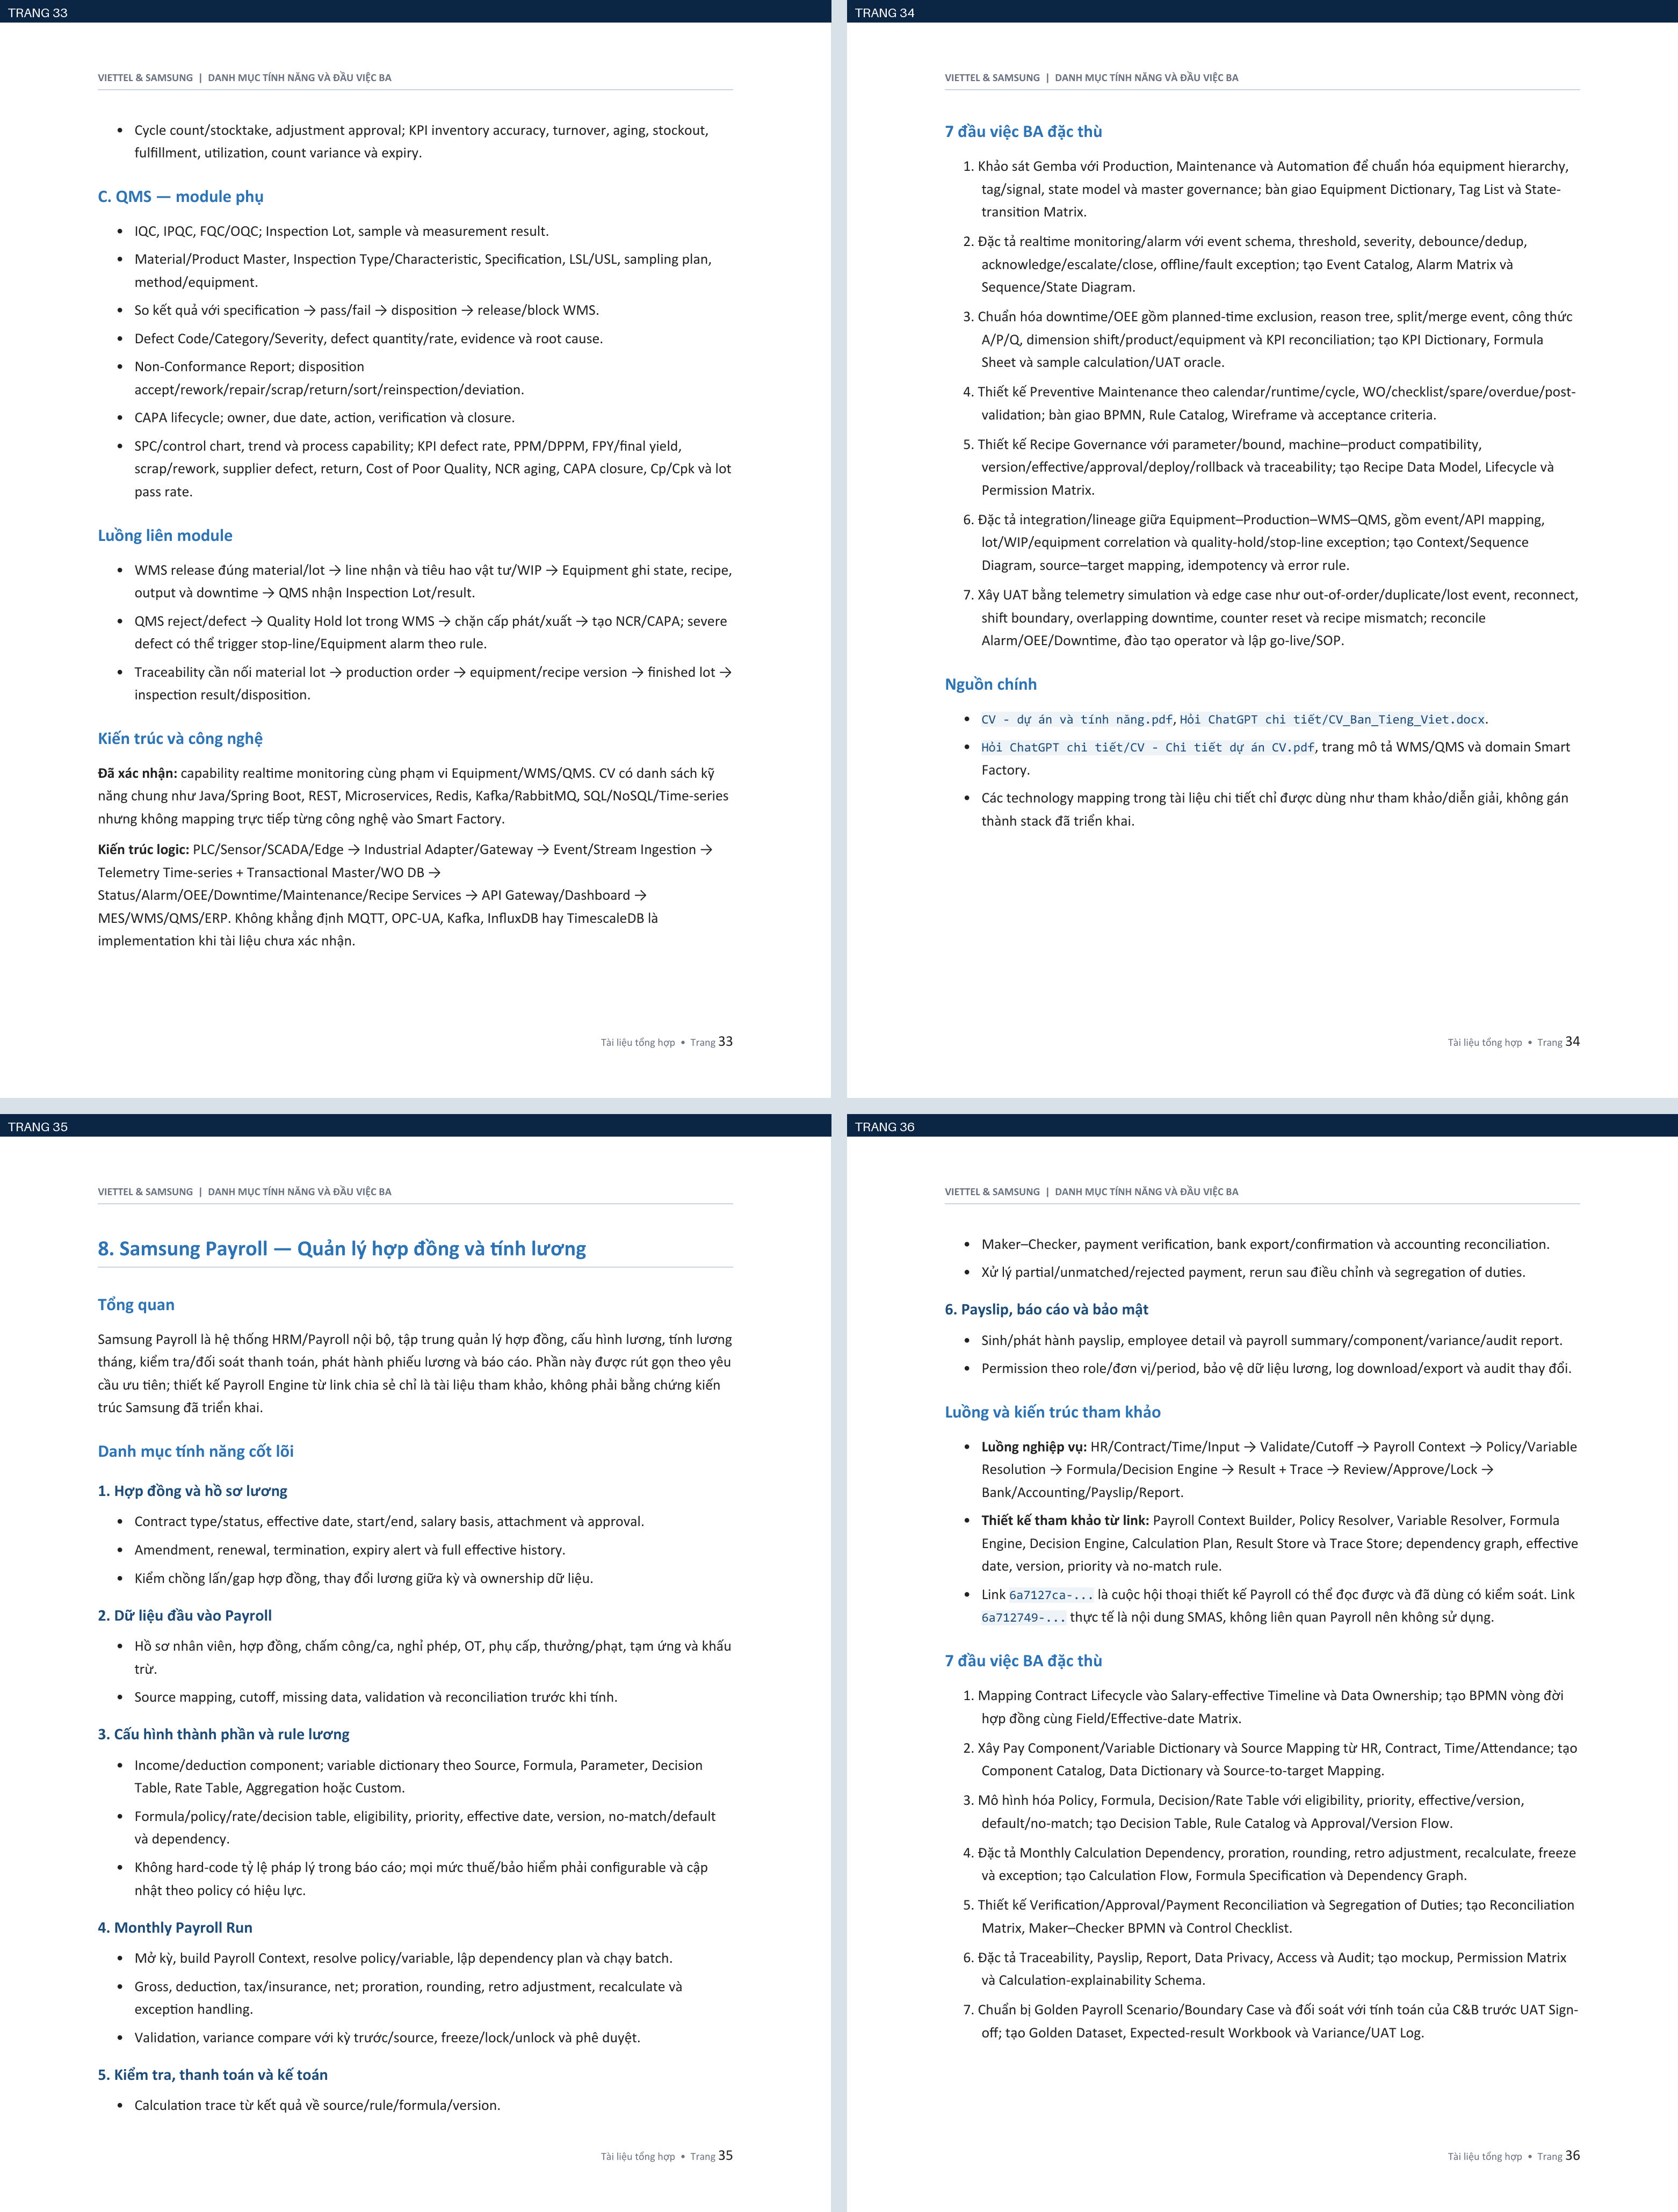 TRANG 33
VIETTEL & SAMSUNG | DANH MỤC TÍNH NĂNG VÀ ĐẦU VIỆC BA
• Cycle count/stocktake, adjustment approval; KPI inventory accuracy, turnover, aging, stockout,
fulfillment, utilization, count variance và expiry.
C. QMS — module phụ
• IQC, IPQC, FQC/OQC; Inspection Lot, sample và measurement result.
• Material/Product Master, Inspection Type/Characteristic, Specification, LSL/USL, sampling plan,
method/equipment.
• So kết quả với specification → pass/fail → disposition → release/block WMS.
• Defect Code/Category/Severity, defect quantity/rate, evidence và root cause.
• Non-Conformance Report; disposition
accept/rework/repair/scrap/return/sort/reinspection/deviation.
• CAPA lifecycle; owner, due date, action, verification và closure.
• SPC/control chart, trend và process capability; KPI defect rate, PPM/DPPM, FPY/final yield,
scrap/rework, supplier defect, return, Cost of Poor Quality, NCR aging, CAPA closure, Cp/Cpk và lot
pass rate.
Luồng liên module
• WMS release đúng material/lot → line nhận và tiêu hao vật tư/WIP → Equipment ghi state, recipe,
output và downtime → QMS nhận Inspection Lot/result.
• QMS reject/defect → Quality Hold lot trong WMS → chặn cấp phát/xuất → tạo NCR/CAPA; severe
defect có thể trigger stop-line/Equipment alarm theo rule.
• Traceability cần nối material lot → production order → equipment/recipe version → finished lot →
inspection result/disposition.
Kiến trúc và công nghệ
Đã xác nhận: capability realtime monitoring cùng phạm vi Equipment/WMS/QMS. CV có danh sách kỹ
năng chung như Java/Spring Boot, REST, Microservices, Redis, Kafka/RabbitMQ, SQL/NoSQL/Time-series
nhưng không mapping trực tiếp từng công nghệ vào Smart Factory.
Kiến trúc logic: PLC/Sensor/SCADA/Edge → Industrial Adapter/Gateway → Event/Stream Ingestion →
Telemetry Time-series + Transactional Master/WO DB →
Status/Alarm/OEE/Downtime/Maintenance/Recipe Services → API Gateway/Dashboard →
MES/WMS/QMS/ERP. Không khẳng định MQTT, OPC-UA, Kafka, InfluxDB hay TimescaleDB là
implementation khi tài liệu chưa xác nhận.
Tài liệu tổng hợp • Trang 33
TRANG 34
VIETTEL & SAMSUNG | DANH MỤC TÍNH NĂNG VÀ ĐẦU VIỆC BA
7 đầu việc BA đặc thù
1. Khảo sát Gemba với Production, Maintenance và Automation để chuẩn hóa equipment hierarchy,
tag/signal, state model và master governance; bàn giao Equipment Dictionary, Tag List và State-
transition Matrix.
2. Đặc tả realtime monitoring/alarm với event schema, threshold, severity, debounce/dedup,
acknowledge/escalate/close, offline/fault exception; tạo Event Catalog, Alarm Matrix và
Sequence/State Diagram.
3. Chuẩn hóa downtime/OEE gồm planned-time exclusion, reason tree, split/merge event, công thức
A/P/Q, dimension shift/product/equipment và KPI reconciliation; tạo KPI Dictionary, Formula
Sheet và sample calculation/UAT oracle.
4. Thiết kế Preventive Maintenance theo calendar/runtime/cycle, WO/checklist/spare/overdue/post-
validation; bàn giao BPMN, Rule Catalog, Wireframe và acceptance criteria.
5. Thiết kế Recipe Governance với parameter/bound, machine–product compatibility,
version/effective/approval/deploy/rollback và traceability; tạo Recipe Data Model, Lifecycle và
Permission Matrix.
6. Đặc tả integration/lineage giữa Equipment–Production–WMS–QMS, gồm event/API mapping,
lot/WIP/equipment correlation và quality-hold/stop-line exception; tạo Context/Sequence
Diagram, source–target mapping, idempotency và error rule.
7. Xây UAT bằng telemetry simulation và edge case như out-of-order/duplicate/lost event, reconnect,
shift boundary, overlapping downtime, counter reset và recipe mismatch; reconcile
Alarm/OEE/Downtime, đào tạo operator và lập go-live/SOP.
Nguồn chính
• CV - dự án và tính năng.pdf, Hỏi ChatGPT chi tiết/CV_Ban_Tieng_Viet.docx.
• Hỏi ChatGPT chi tiết/CV - Chi tiết dự án CV.pdf, trang mô tả WMS/QMS và domain Smart
Factory.
• Các technology mapping trong tài liệu chi tiết chỉ được dùng như tham khảo/diễn giải, không gán
thành stack đã triển khai.
Tài liệu tổng hợp • Trang 34
TRANG 35
VIETTEL & SAMSUNG | DANH MỤC TÍNH NĂNG VÀ ĐẦU VIỆC BA
8. Samsung Payroll — Quản lý hợp đồng và tính lương
Tổng quan
Samsung Payroll là hệ thống HRM/Payroll nội bộ, tập trung quản lý hợp đồng, cấu hình lương, tính lương
tháng, kiểm tra/đối soát thanh toán, phát hành phiếu lương và báo cáo. Phần này được rút gọn theo yêu
cầu ưu tiên; thiết kế Payroll Engine từ link chia sẻ chỉ là tài liệu tham khảo, không phải bằng chứng kiến
trúc Samsung đã triển khai.
Danh mục tính năng cốt lõi
1. Hợp đồng và hồ sơ lương
• Contract type/status, effective date, start/end, salary basis, attachment và approval.
• Amendment, renewal, termination, expiry alert và full effective history.
• Kiểm chồng lấn/gap hợp đồng, thay đổi lương giữa kỳ và ownership dữ liệu.
2. Dữ liệu đầu vào Payroll
• Hồ sơ nhân viên, hợp đồng, chấm công/ca, nghỉ phép, OT, phụ cấp, thưởng/phạt, tạm ứng và khấu
trừ.
• Source mapping, cutoff, missing data, validation và reconciliation trước khi tính.
3. Cấu hình thành phần và rule lương
• Income/deduction component; variable dictionary theo Source, Formula, Parameter, Decision
Table, Rate Table, Aggregation hoặc Custom.
• Formula/policy/rate/decision table, eligibility, priority, effective date, version, no-match/default
và dependency.
• Không hard-code tỷ lệ pháp lý trong báo cáo; mọi mức thuế/bảo hiểm phải configurable và cập
nhật theo policy có hiệu lực.
4. Monthly Payroll Run
• Mở kỳ, build Payroll Context, resolve policy/variable, lập dependency plan và chạy batch.
• Gross, deduction, tax/insurance, net; proration, rounding, retro adjustment, recalculate và
exception handling.
• Validation, variance compare với kỳ trước/source, freeze/lock/unlock và phê duyệt.
5. Kiểm tra, thanh toán và kế toán
• Calculation trace từ kết quả về source/rule/formula/version.
Tài liệu tổng hợp • Trang 35
TRANG 36
VIETTEL & SAMSUNG | DANH MỤC TÍNH NĂNG VÀ ĐẦU VIỆC BA
• Maker–Checker, payment verification, bank export/confirmation và accounting reconciliation.
• Xử lý partial/unmatched/rejected payment, rerun sau điều chỉnh và segregation of duties.
6. Payslip, báo cáo và bảo mật
• Sinh/phát hành payslip, employee detail và payroll summary/component/variance/audit report.
• Permission theo role/đơn vị/period, bảo vệ dữ liệu lương, log download/export và audit thay đổi.
Luồng và kiến trúc tham khảo
• Luồng nghiệp vụ: HR/Contract/Time/Input → Validate/Cutoff → Payroll Context → Policy/Variable
Resolution → Formula/Decision Engine → Result + Trace → Review/Approve/Lock →
Bank/Accounting/Payslip/Report.
• Thiết kế tham khảo từ link: Payroll Context Builder, Policy Resolver, Variable Resolver, Formula
Engine, Decision Engine, Calculation Plan, Result Store và Trace Store; dependency graph, effective
date, version, priority và no-match rule.
• Link 6a7127ca-... là cuộc hội thoại thiết kế Payroll có thể đọc được và đã dùng có kiểm soát. Link
6a712749-... thực tế là nội dung SMAS, không liên quan Payroll nên không sử dụng.
7 đầu việc BA đặc thù
1. Mapping Contract Lifecycle vào Salary-effective Timeline và Data Ownership; tạo BPMN vòng đời
hợp đồng cùng Field/Effective-date Matrix.
2. Xây Pay Component/Variable Dictionary và Source Mapping từ HR, Contract, Time/Attendance; tạo
Component Catalog, Data Dictionary và Source-to-target Mapping.
3. Mô hình hóa Policy, Formula, Decision/Rate Table với eligibility, priority, effective/version,
default/no-match; tạo Decision Table, Rule Catalog và Approval/Version Flow.
4. Đặc tả Monthly Calculation Dependency, proration, rounding, retro adjustment, recalculate, freeze
và exception; tạo Calculation Flow, Formula Specification và Dependency Graph.
5. Thiết kế Verification/Approval/Payment Reconciliation và Segregation of Duties; tạo Reconciliation
Matrix, Maker–Checker BPMN và Control Checklist.
6. Đặc tả Traceability, Payslip, Report, Data Privacy, Access và Audit; tạo mockup, Permission Matrix
và Calculation-explainability Schema.
7. Chuẩn bị Golden Payroll Scenario/Boundary Case và đối soát với tính toán của C&B trước UAT Sign-
off; tạo Golden Dataset, Expected-result Workbook và Variance/UAT Log.
Tài liệu tổng hợp • Trang 36